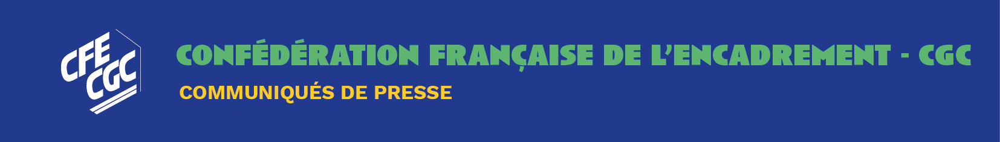 CFE
CGC
CONFÉDÉRATION FRANÇAISE DE L'ENCADREMENT - CGC
COMMUNIQUÉS DE PRESSE